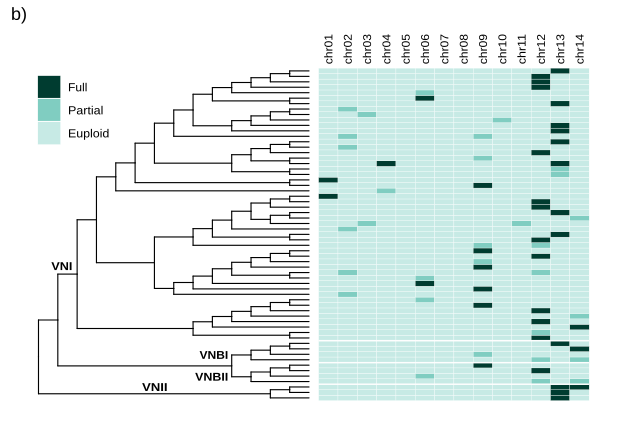 b)
chr01
chr02
chr03
chr04
chr05
chr06
chr07
chr08
chr09
chr10
chr11
chr12
chr13
chr14
Full
Partial
Euploid
VNI
VNBI
VNBII
VNII